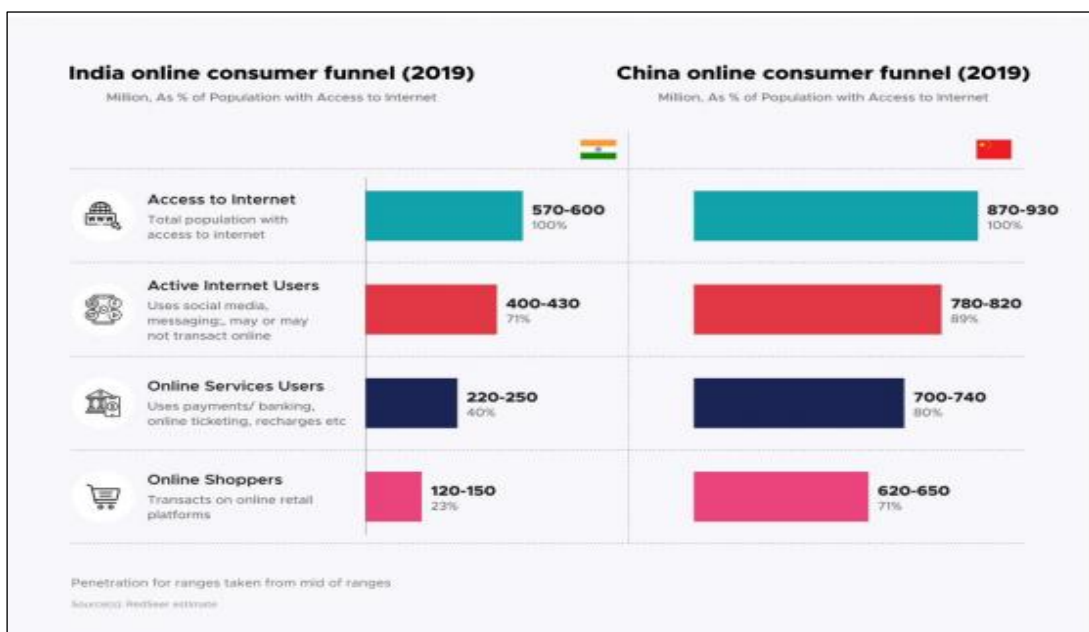 India online consumer funnel (2019)
Million, As % of Population with Access to Internet
China online consumer funnel (2019)
Million, As % of Population with Access to Internet
www
Access to Internet
Total population with
access to internet
570-600
100%
870-930
100%
Active Internet Users
Uses social media,
messaging;, may or may
not transact online
400-430
71%
780-820
89%
Online Services Users
Uses payments/ banking,
online ticketing, recharges etc
220-250
40%
700-740
80%
Online Shoppers
Transacts on online retail
platforms
120-150
23%
620-650
71%
Penetration for ranges taken from mid of ranges
Source(s): RedSeer estimate